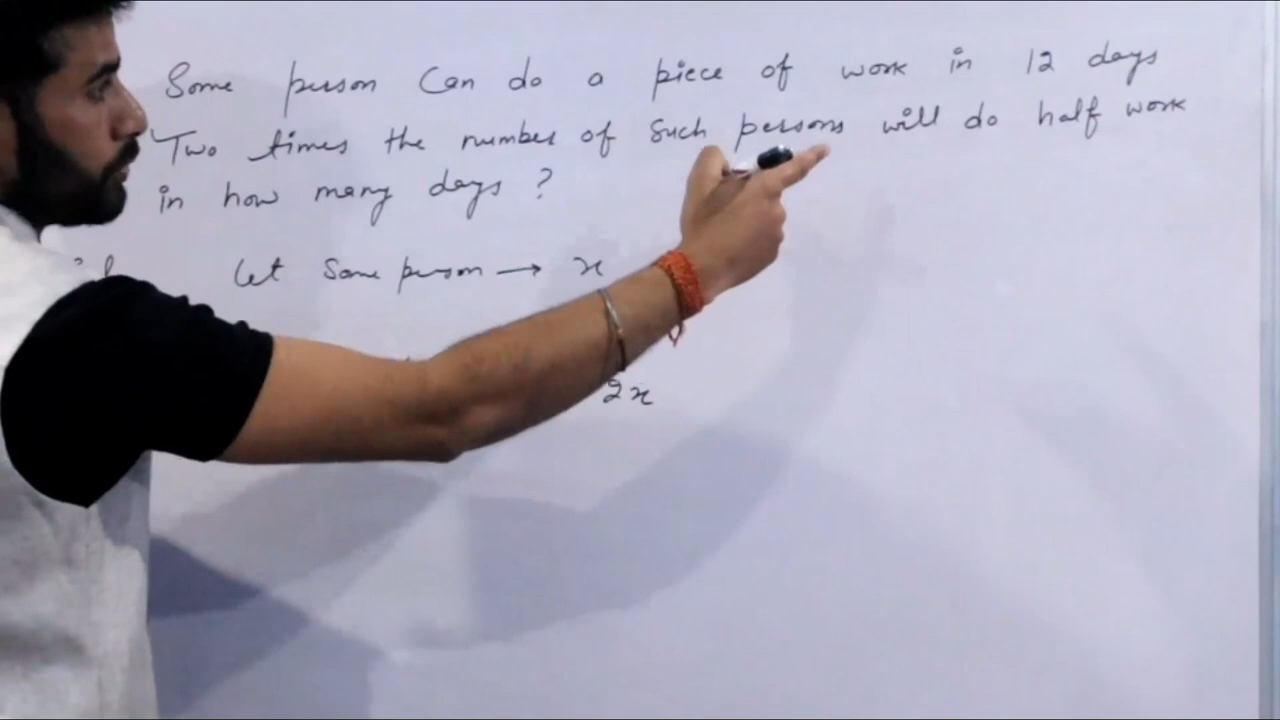 Some person Can do a piece of work in 12 days
Two times the number of such persons will do half work
in how many days ?
let Some person → x
2x